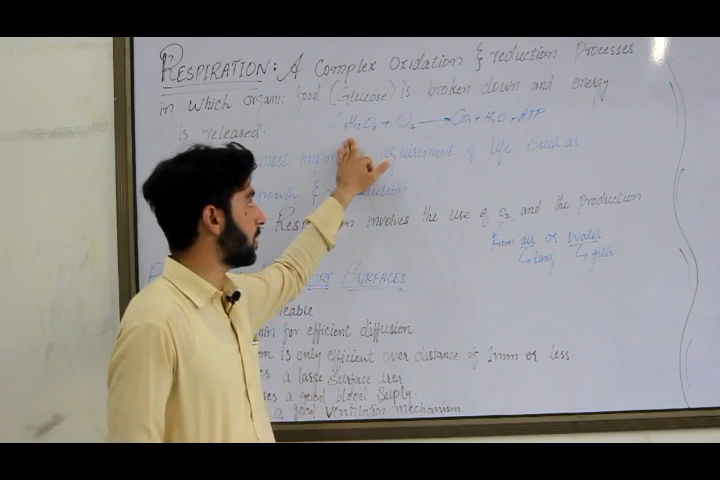 RESPIRATION: A Complex Oxidation & reduction Processes
in which organic food (Glucose) is broken down and energy
is released. C6H12O6 + O2 → CO2 + H2O + ATP
most requirement of life Such as
growth &
Respiration involves the use of O2 and the Production
From air or Water
lung gills
SURFACES
for efficient diffusion
is only efficient over distance of 1mm or Less.
a large Surface area.
a good blood Suply.
a good Ventilation mechanism